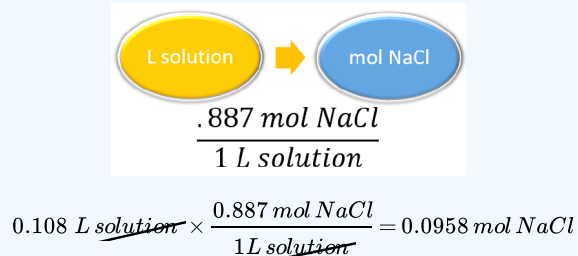 L solution mol NaCl
.887 mol NaCl
1 L solution
0.108 L solution × 0.887 mol NaCl / 1L solution = 0.0958 mol NaCl